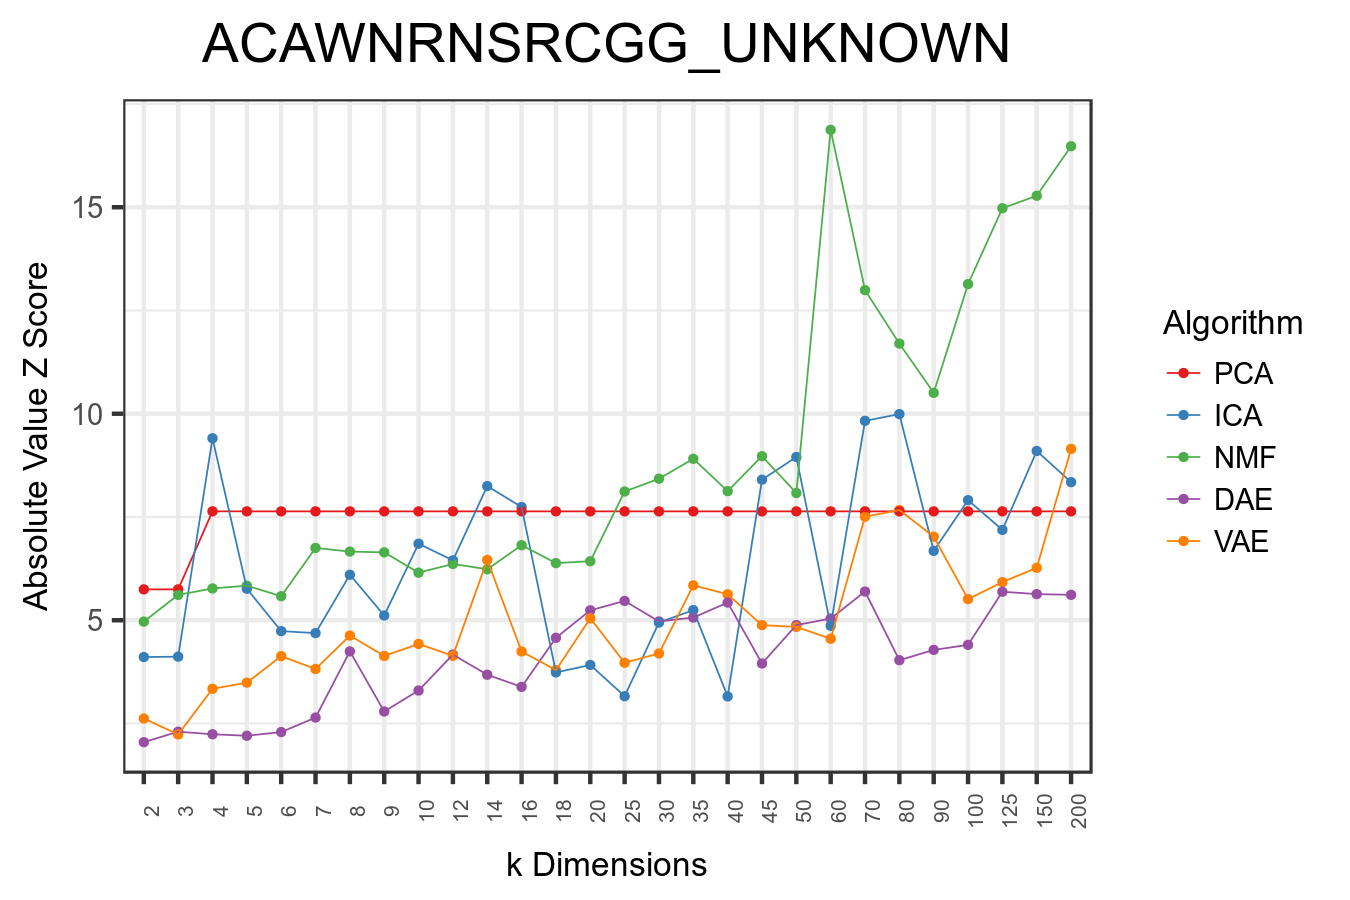 ACAWNRNSRCGG_UNKNOWN
Absolute Value Z Score
15
10
5
2 3 4 5 6 7 8 9 10 12 14 16 18 20 25 30 35 40 45 50 60 70 80 90 100 125 150 200
k Dimensions
Algorithm
PCA
ICA
NMF
DAE
VAE